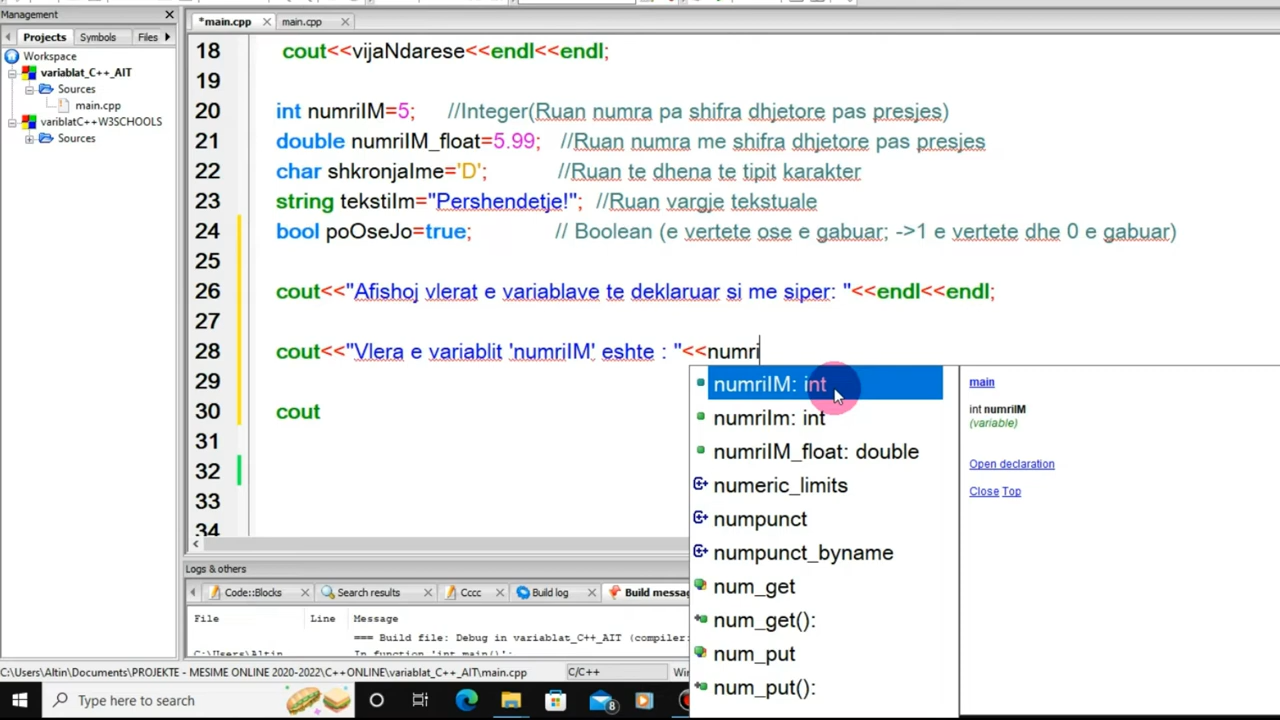 Management
*main.cpp
main.cpp
Projects
Symbols
Files
Workspace
variablat_C++_AIT
Sources
main.cpp
variblatC++W3SCHOOLS
Sources
18 cout<<vijaNdarese<<endl<<endl;
19
20 int numriIM=5; //Integer(Ruan numra pa shifra dhjetore pas presjes)
21 double numriIM_float=5.99; //Ruan numra me shifra dhjetore pas presjes
22 char shkronjaIme='D'; //Ruan te dhena te tipit karakter
23 string tekstiIm="Pershendetje!"; //Ruan vargje tekstuale
24 bool poOseJo=true; // Boolean (e vertete ose e gabuar; ->1 e vertete dhe 0 e gabuar)
25
26 cout<<"Afishoj vlerat e variablave te deklaruar si me siper: "<<endl<<endl;
27
28 cout<<"Vlera e variablit 'numriIM' eshte : "<<numri
29
30 cout
31
32
33
34
numriIM: int
numriIm: int
numriIM_float: double
numeric_limits
numpunct
numpunct_byname
num_get
num_get():
num_put
num_put():
main
int numriIM
(variable)
Open declaration
Close Top
Logs & others
Code::Blocks
Search results
Cccc
Build log
Build messag
File Line Message
=== Build file: Debug in variablat_C++_AIT (compiler:
C:\Users\Altin\ In function 'int main()':
C:\Users\Altin\Documents\PROJEKTE - MESIME ONLINE 2020-2022\C++ONLINE\variablat_C++_AIT\main.cpp
C/C++
Win
Type here to search
8